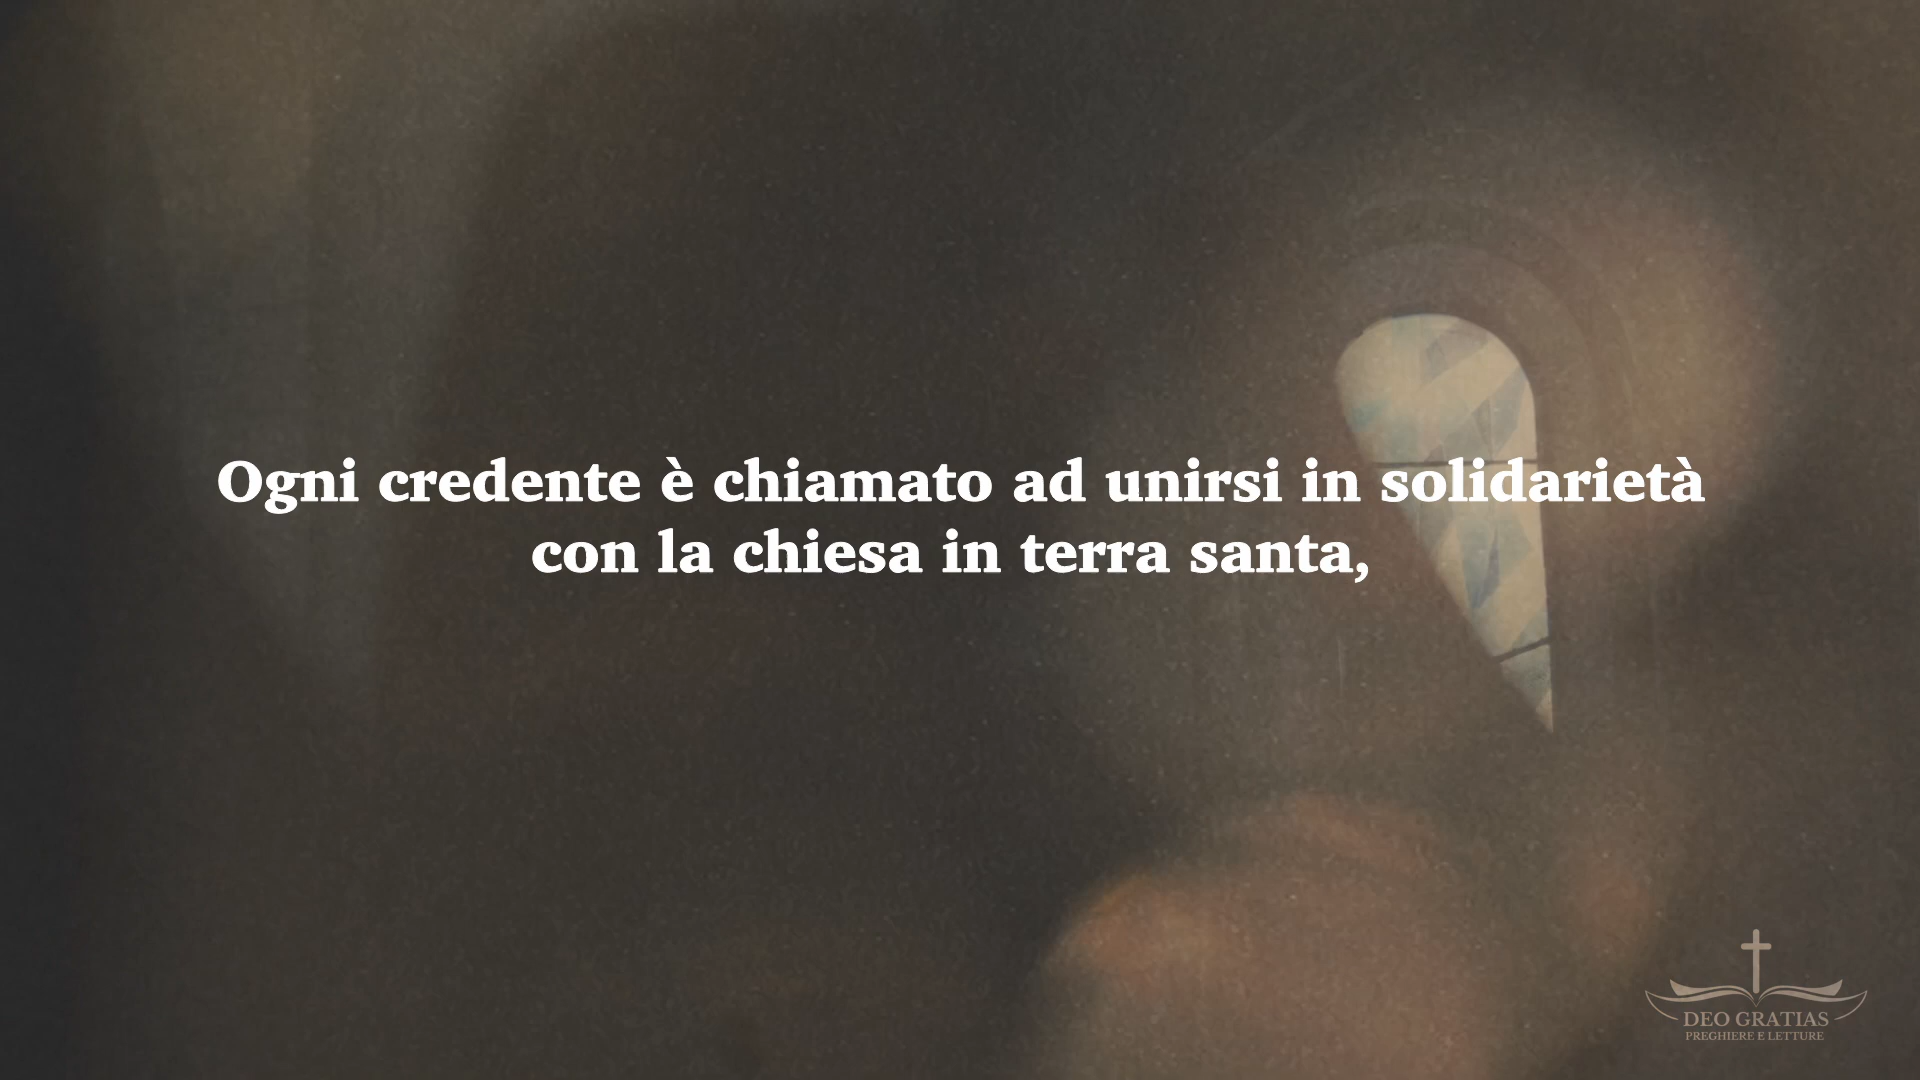 Ogni credente è chiamato ad unirsi in solidarietà
con la chiesa in terra santa,
DEO GRATIAS
PREGHIERE E LETTURE